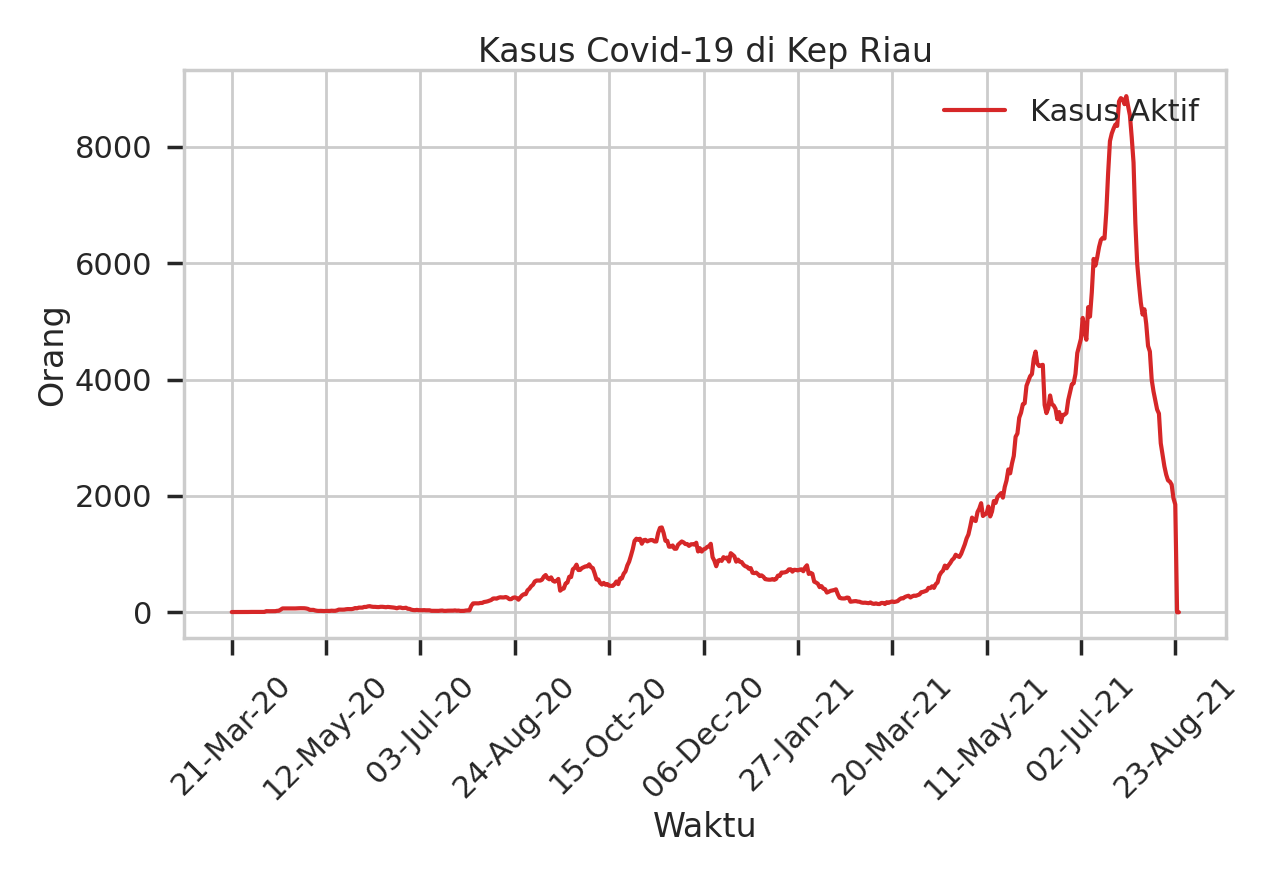 Kasus Covid-19 di Kep Riau
Kasus Aktif
8000
6000
4000
2000
0
Orang
21-Mar-20
12-May-20
03-Jul-20
24-Aug-20
15-Oct-20
06-Dec-20
27-Jan-21
20-Mar-21
11-May-21
02-Jul-21
23-Aug-21
Waktu